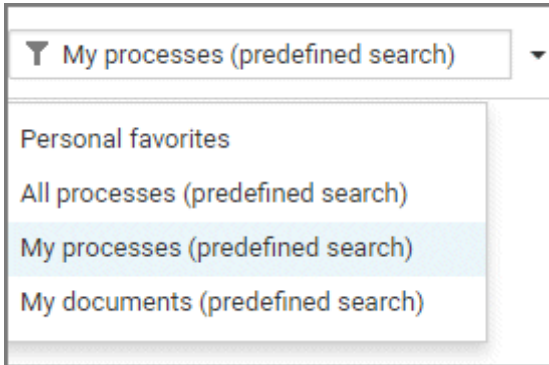 My processes (predefined search)
Personal favorites
All processes (predefined search)
My processes (predefined search)
My documents (predefined search)